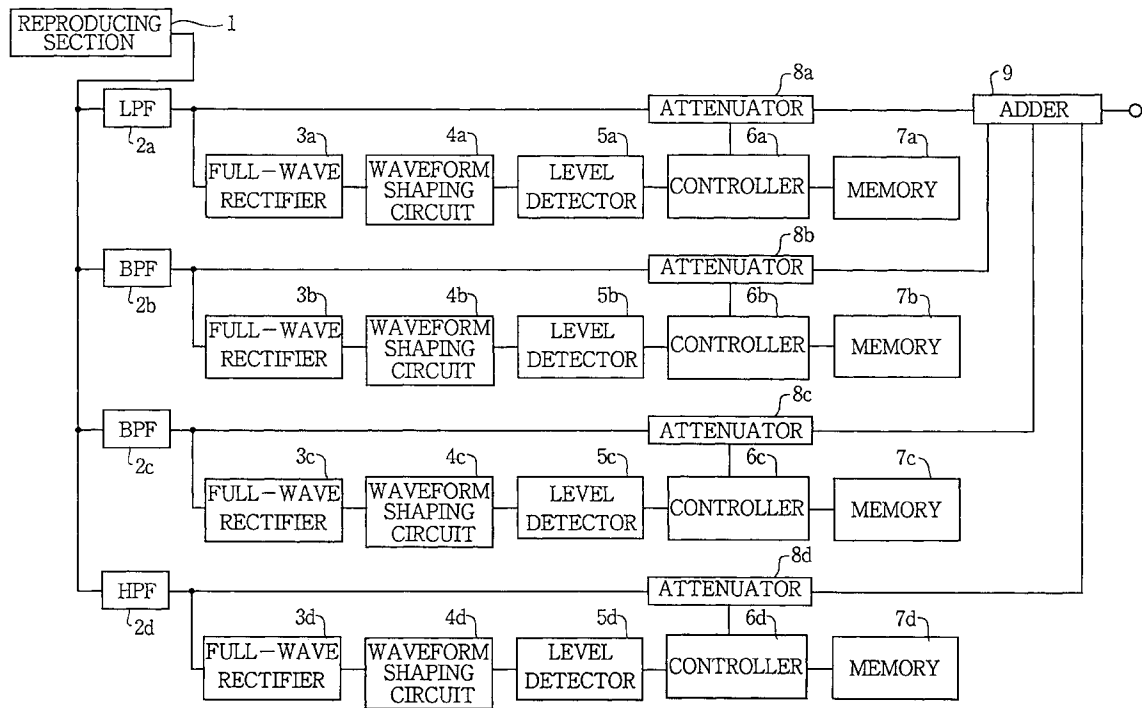 REPRODUCING
SECTION
1
8a
9
LPF
ATTENUATOR
ADDER
2a
3a
4a
5a
6a
7a
FULL-WAVE
RECTIFIER
WAVEFORM
SHAPING
CIRCUIT
LEVEL
DETECTOR
CONTROLLER
MEMORY
8b
BPF
ATTENUATOR
2b
3b
4b
5b
6b
7b
FULL-WAVE
RECTIFIER
WAVEFORM
SHAPING
CIRCUIT
LEVEL
DETECTOR
CONTROLLER
MEMORY
8c
BPF
ATTENUATOR
2c
3c
4c
5c
6c
7c
FULL-WAVE
RECTIFIER
WAVEFORM
SHAPING
CIRCUIT
LEVEL
DETECTOR
CONTROLLER
MEMORY
8d
HPF
ATTENUATOR
2d
3d
4d
5d
6d
7d
FULL-WAVE
RECTIFIER
WAVEFORM
SHAPING
CIRCUIT
LEVEL
DETECTOR
CONTROLLER
MEMORY